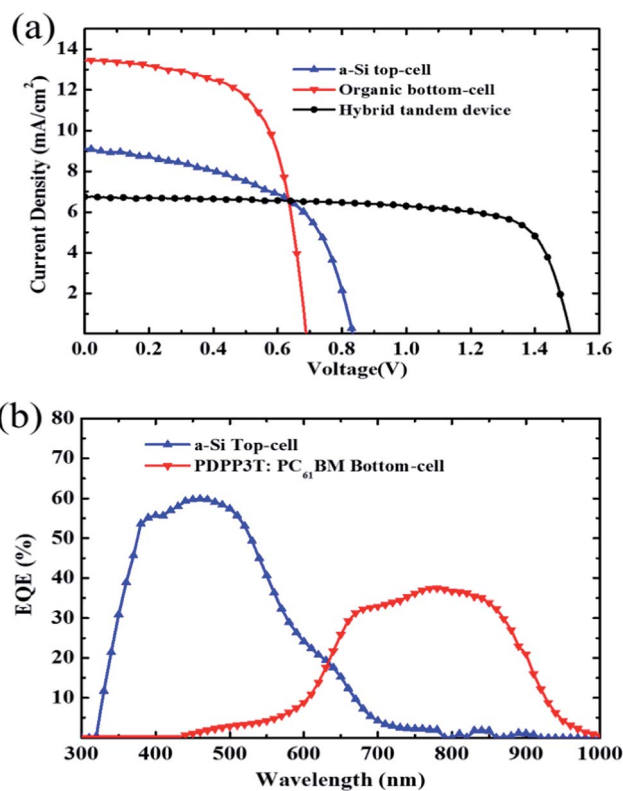 (a)
14
12
10
8
6
4
2
Current Density (mA/cm²)
a-Si top-cell
Organic bottom-cell
Hybrid tandem device
0.0 0.2 0.4 0.6 0.8 1.0 1.2 1.4 1.6
Voltage(V)
(b)
80
70
60
50
40
30
20
10
EQE (%)
a-Si Top-cell
PDPP3T: PC₆₁BM Bottom-cell
300 400 500 600 700 800 900 1000
Wavelength (nm)